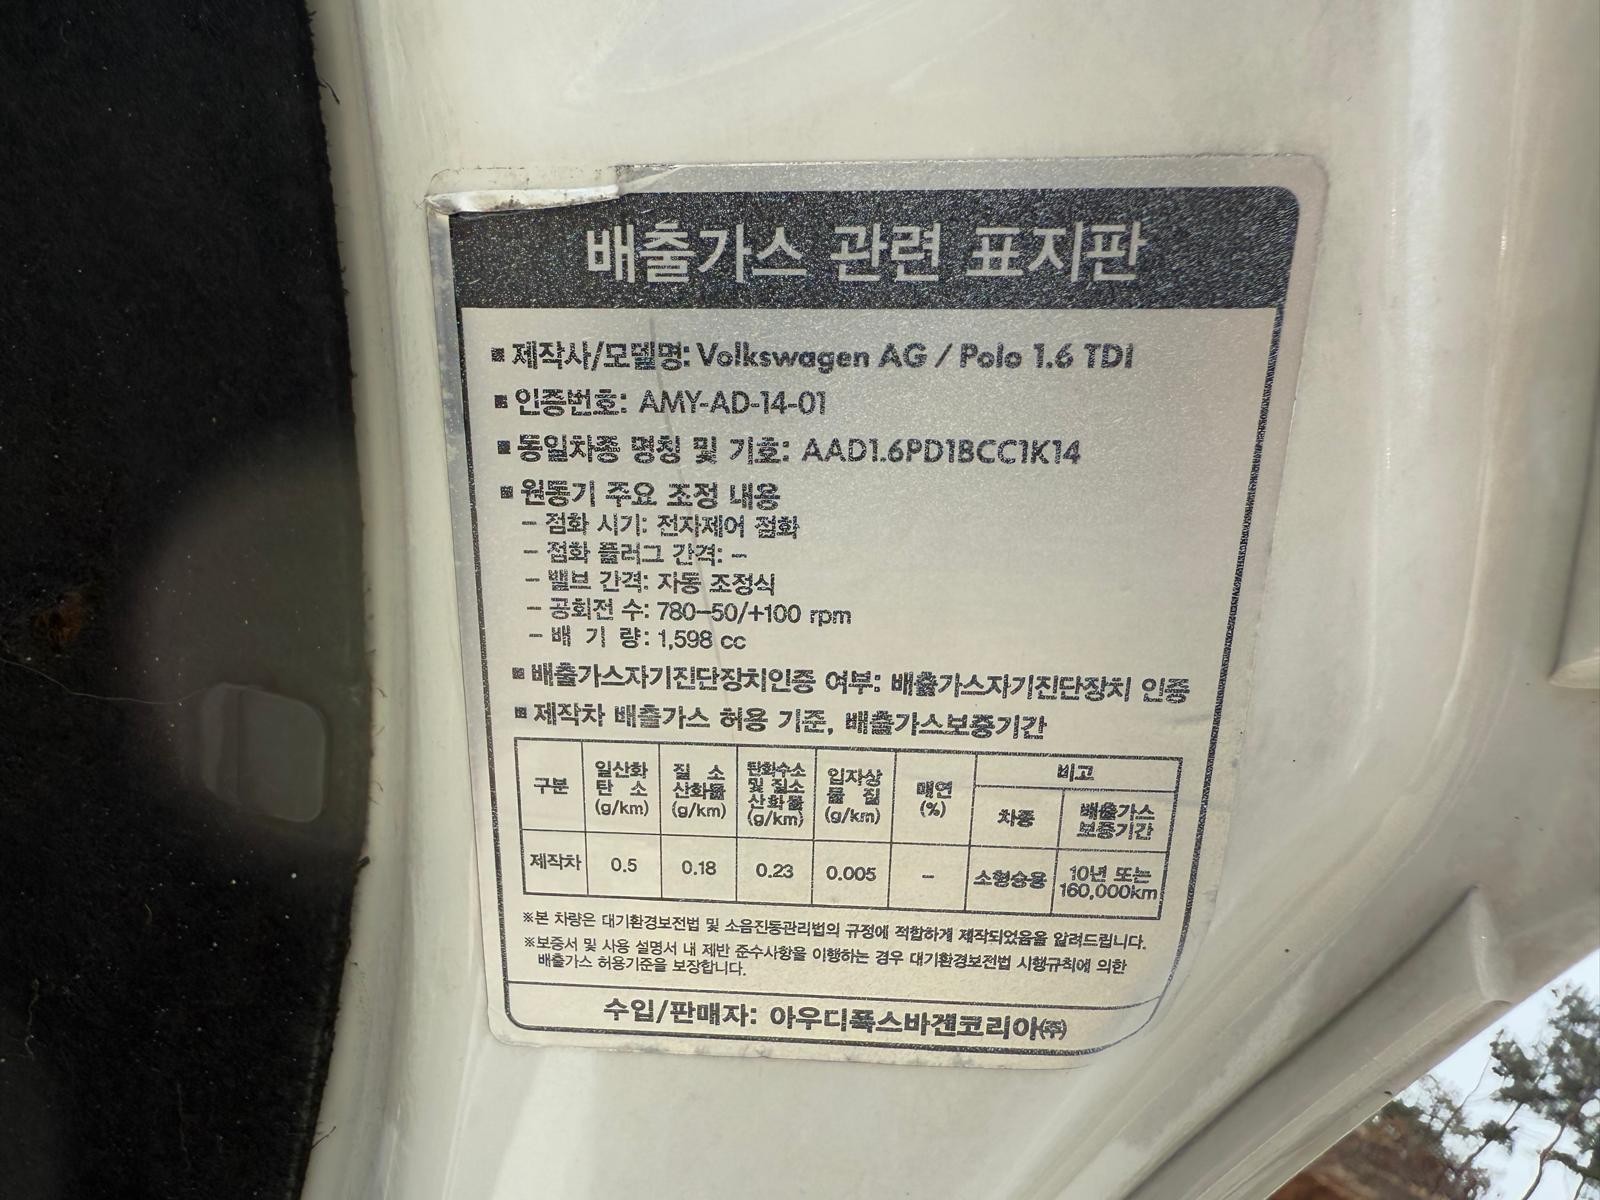 배출가스 관련 표지판
▪ 제작사/모델명: Volkswagen AG / Polo 1.6 TDI
▪ 인증번호: AMY-AD-14-01
▪ 동일차종 명칭 및 기호: AAD1.6PD1BCC1K14
▪ 원동기 주요 조정 내용
- 점화 시기: 전자제어 점화
- 점화 플러그 간격: -
- 밸브 간격: 자동 조정식
- 공회전 수: 780-50/+100 rpm
- 배 기 량: 1,598 cc
▪ 배출가스자기진단장치인증 여부: 배출가스자기진단장치 인증
▪ 제작차 배출가스 허용 기준, 배출가스보증기간
구분 일산화탄소 (g/km) 질소산화물 (g/km) 탄화수소 및 질소산화물 (g/km) 입자상물질 (g/km) 매연 (%) 비고
차종 배출가스 보증기간
제작차 0.5 0.18 0.23 0.005 - 소형승용 10년 또는 160,000km
※본 차량은 대기환경보전법 및 소음진동관리법의 규정에 적합하게 제작되었음을 알려드립니다.
※보증서 및 사용 설명서 내 제반 준수사항을 이행하는 경우 대기환경보전법 시행규칙에 의한
배출가스 허용기준을 보장합니다.
수입/판매자: 아우디폭스바겐코리아㈜